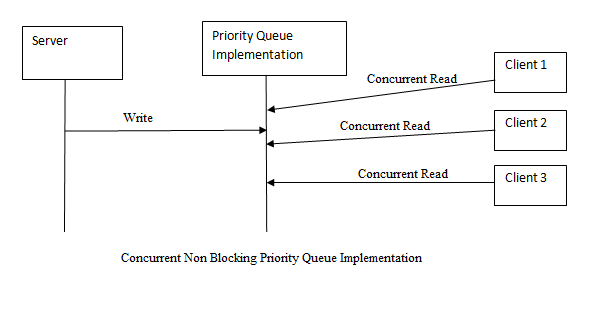 Server
Priority Queue
Implementation
Concurrent Read
Client 1
Write
Concurrent Read
Client 2
Concurrent Read
Client 3
Concurrent Non Blocking Priority Queue Implementation